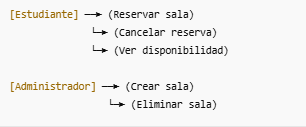 [Estudiante] ──► (Reservar sala)
└─► (Cancelar reserva)
└─► (Ver disponibilidad)
[Administrador] ──► (Crear sala)
└─► (Eliminar sala)